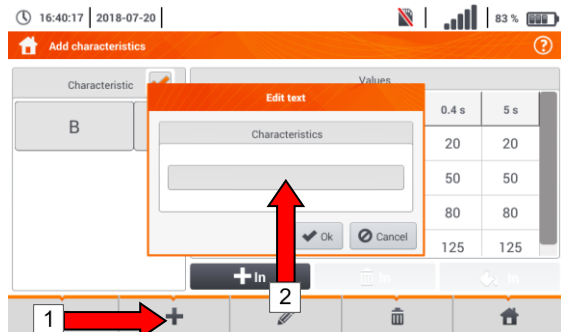 16:40:17 2018-07-20 83 %
Add characteristics ?
Characteristic Values
Edit text
0.4 s 5 s
Characteristics
B
20 20
50 50
80 80
Ok Cancel
125 125
In In In
1 2